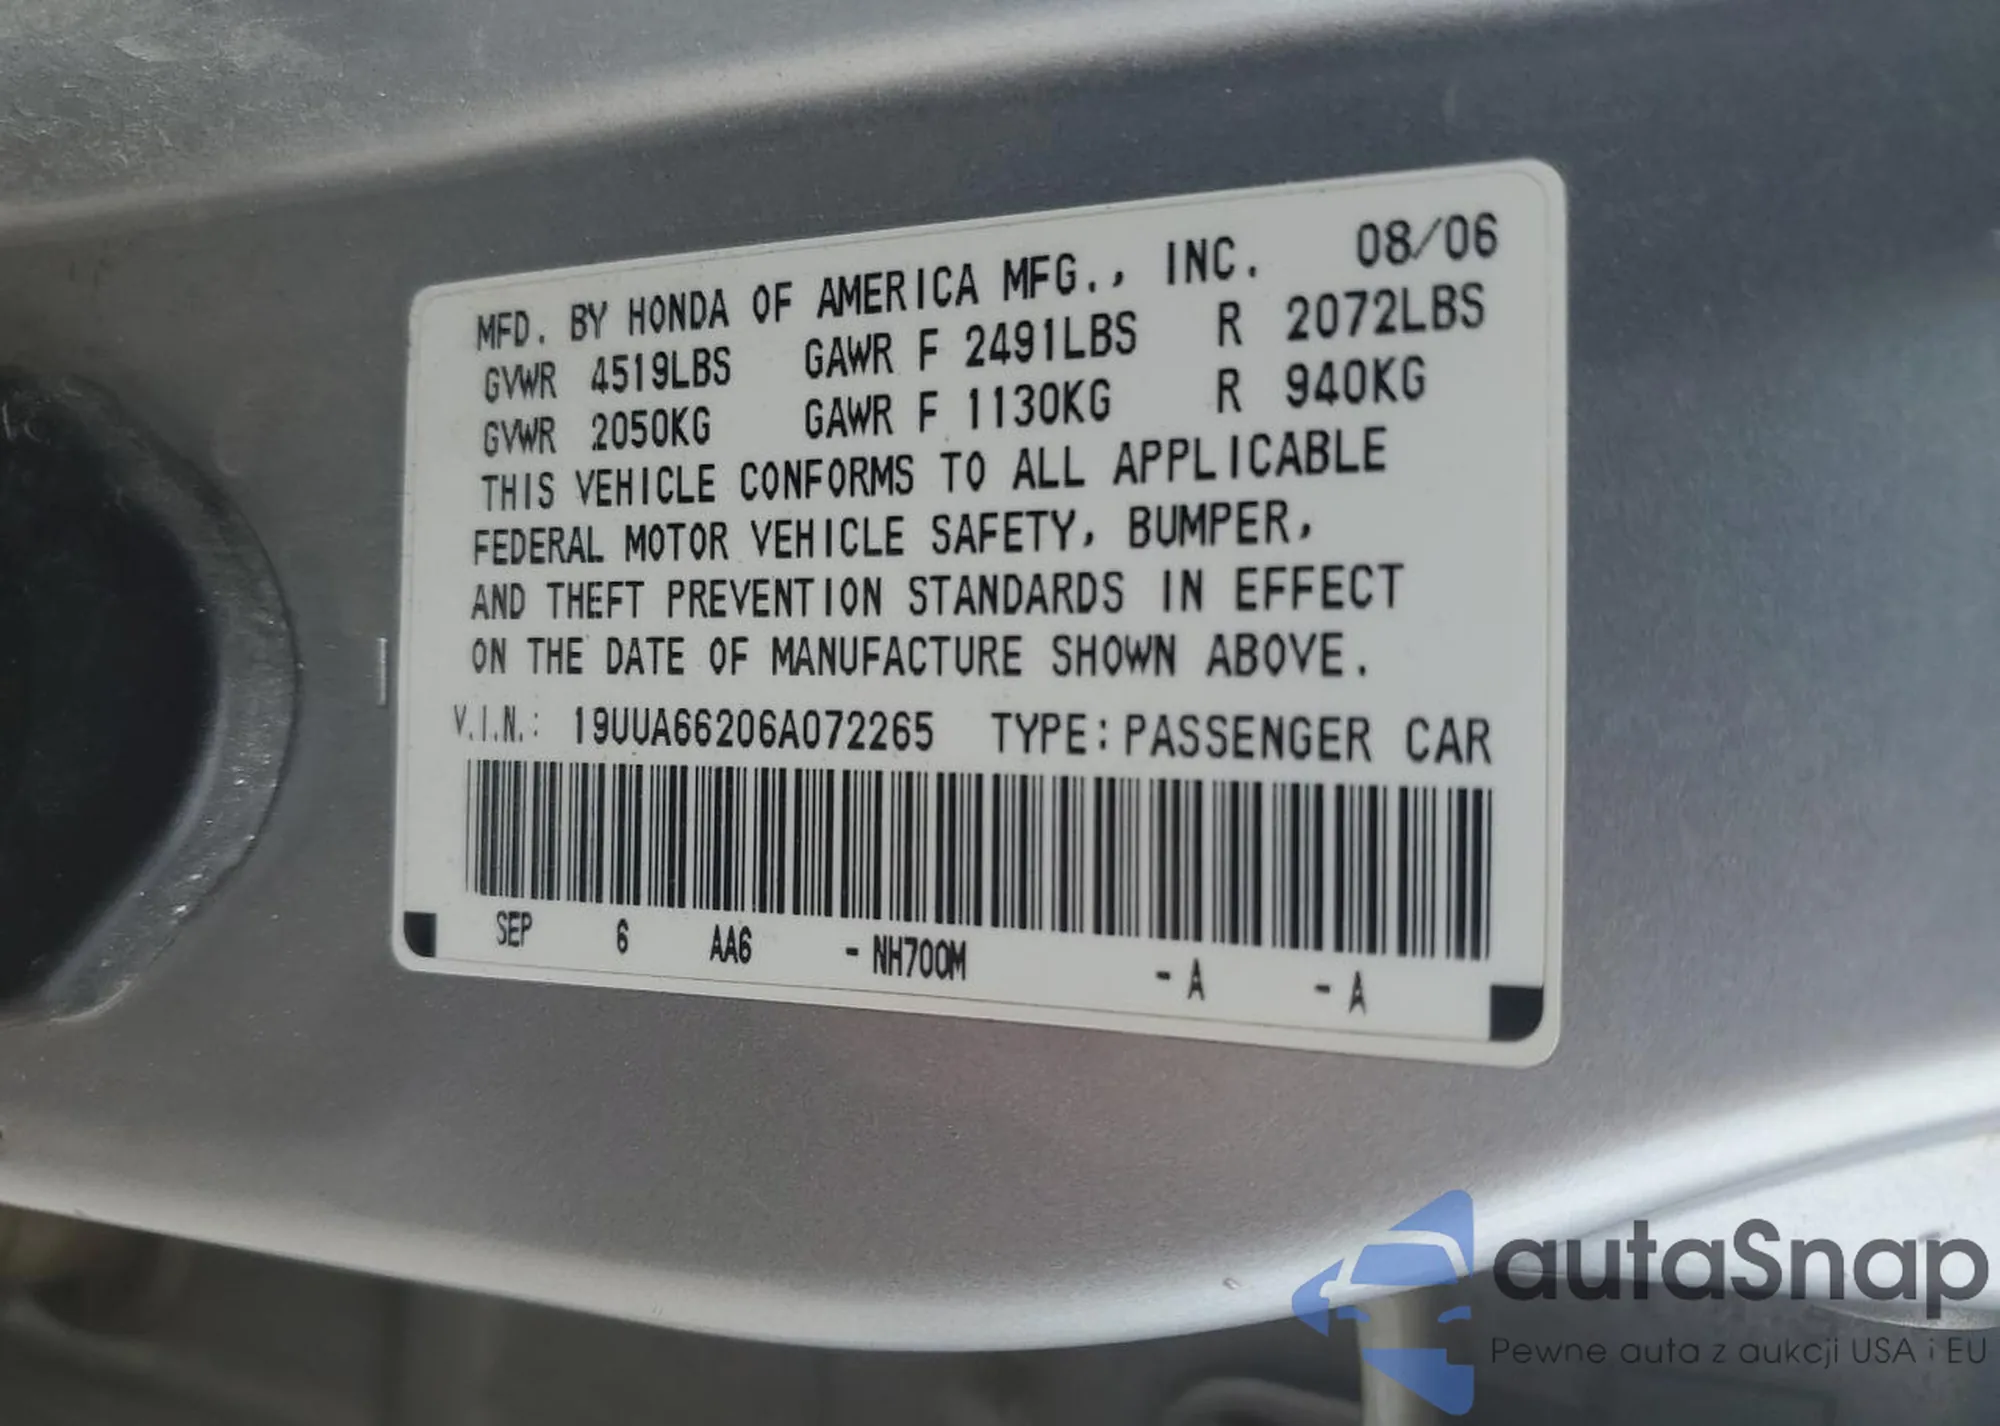 MFD. BY HONDA OF AMERICA MFG., INC. 08/06
GVWR 4519LBS GAWR F 2491LBS R 2072LBS
GVWR 2050KG GAWR F 1130KG R 940KG
THIS VEHICLE CONFORMS TO ALL APPLICABLE
FEDERAL MOTOR VEHICLE SAFETY, BUMPER,
AND THEFT PREVENTION STANDARDS IN EFFECT
ON THE DATE OF MANUFACTURE SHOWN ABOVE.
V.I.N.: 19UUA66206A072265 TYPE:PASSENGER CAR
SEP 6 AA6 -NH700M -A -A
autaSnap
Pewne auta z aukcji USA i EU